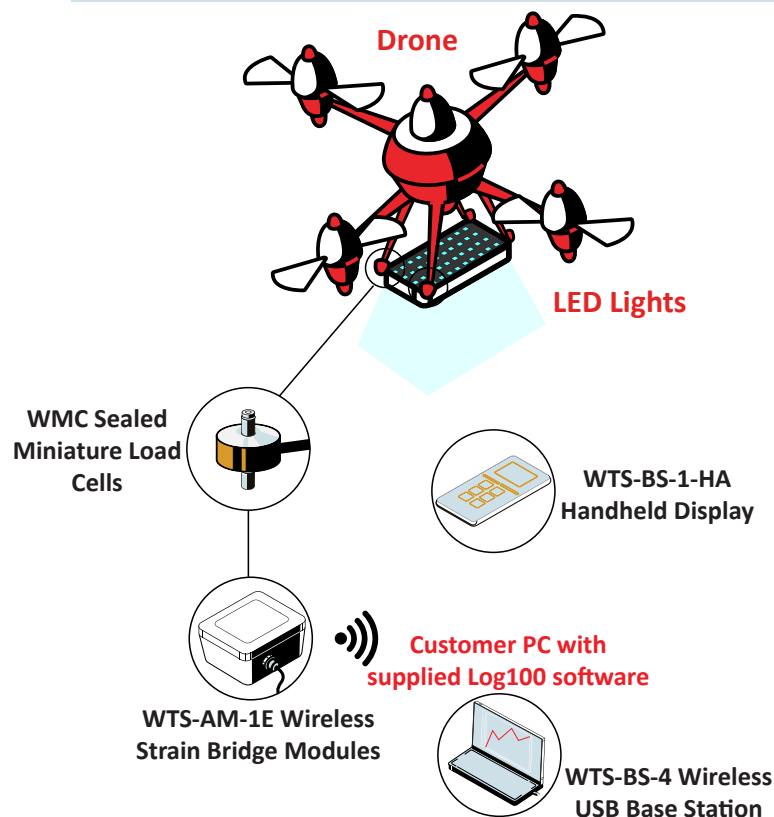 Drone
LED Lights
WMC Sealed
Miniature Load
Cells
WTS-BS-1-HA
Handheld Display
Customer PC with
supplied Log100 software
WTS-AM-1E Wireless
Strain Bridge Modules
WTS-BS-4 Wireless
USB Base Station